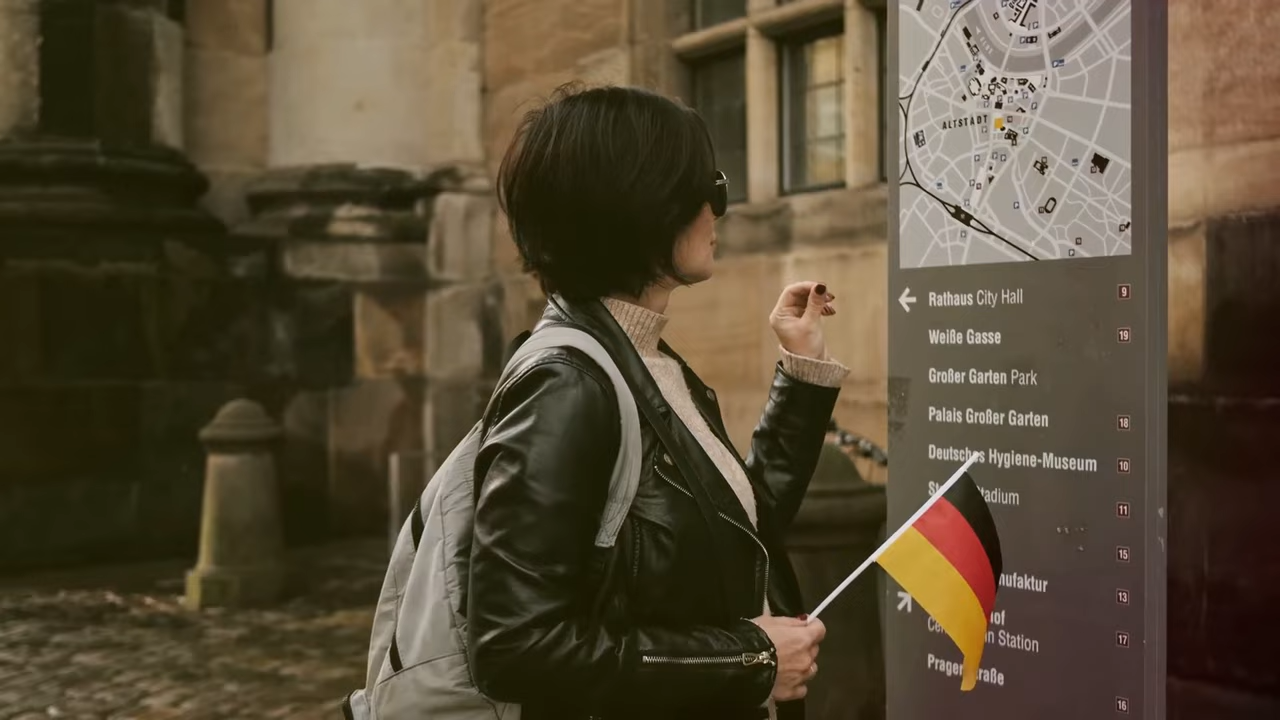 ALTSTADT
Rathaus City Hall 9
Weiße Gasse 19
Großer Garten Park
Palais Großer Garten 18
Deutsches Hygiene-Museum 10
11
15
13
17
Station
16